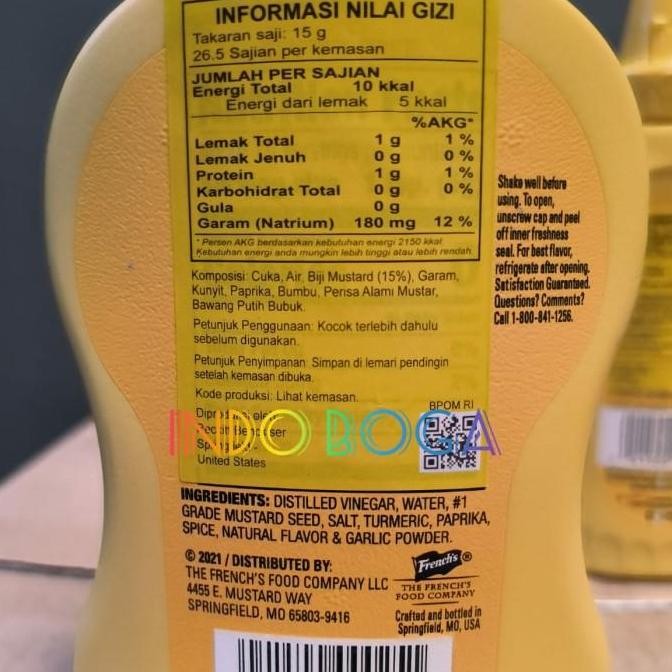 INFORMASI NILAI GIZI
Takaran saji: 15 g
26.5 Sajian per kemasan
JUMLAH PER SAJIAN
Energi Total 10 kkal
Energi dari lemak 5 kkal
%AKG*
Lemak Total 1 g 1 %
Lemak Jenuh 0 g 0 %
Protein 1 g 1 %
Karbohidrat Total 0 g 0 %
Gula 0 g
Garam (Natrium) 180 mg 12 %
* Persen AKG berdasarkan kebutuhan energi 2150 kkal
Kebutuhan energi anda mungkin lebih tinggi atau lebih rendah
Komposisi: Cuka, Air, Biji Mustard (15%), Garam,
Kunyit, Paprika, Bumbu, Perisa Alami Mustar,
Bawang Putih Bubuk.
Petunjuk Penggunaan: Kocok terlebih dahulu
sebelum digunakan.
Petunjuk Penyimpanan: Simpan di lemari pendingin
setelah kemasan dibuka.
Kode produksi: Lihat kemasan.
BPOM RI
INDO BOGA
United States
Shake well before
using. To open,
unscrew cap and peel
off inner freshness
seal. For best flavor,
refrigerate after opening.
Satisfaction Guaranteed.
Questions? Comments?
Call 1-800-841-1256.
INGREDIENTS: DISTILLED VINEGAR, WATER, #1
GRADE MUSTARD SEED, SALT, TURMERIC, PAPRIKA,
SPICE, NATURAL FLAVOR & GARLIC POWDER.
© 2021 / DISTRIBUTED BY:
THE FRENCH'S FOOD COMPANY LLC
4455 E. MUSTARD WAY
SPRINGFIELD, MO 65803-9416
French's ®
THE FRENCH'S
FOOD COMPANY
Crafted and bottled in
Springfield, MO, USA